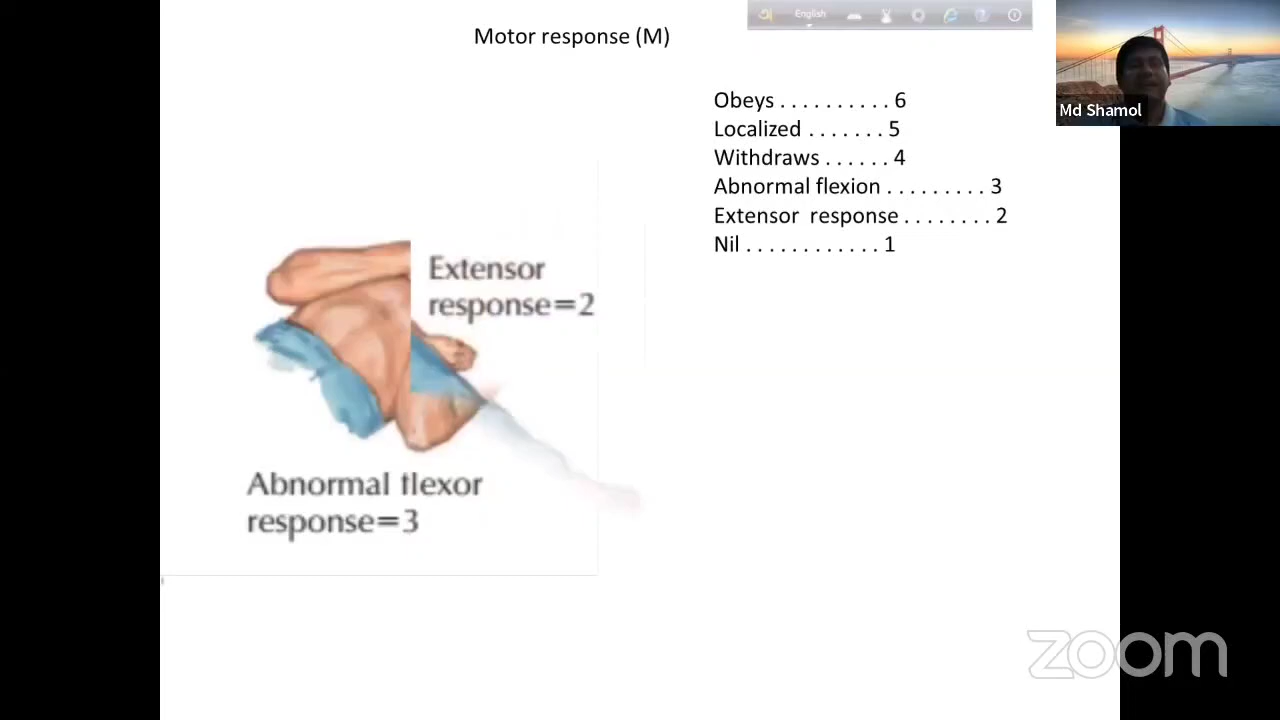 Motor response (M)
English
Md Shamol
Obeys . . . . . . . . . . 6
Localized . . . . . . . 5
Withdraws . . . . . . 4
Abnormal flexion . . . . . . . . . 3
Extensor response . . . . . . . . 2
Nil . . . . . . . . . . . . 1
Extensor
response=2
Abnormal flexor
response=3
zoom